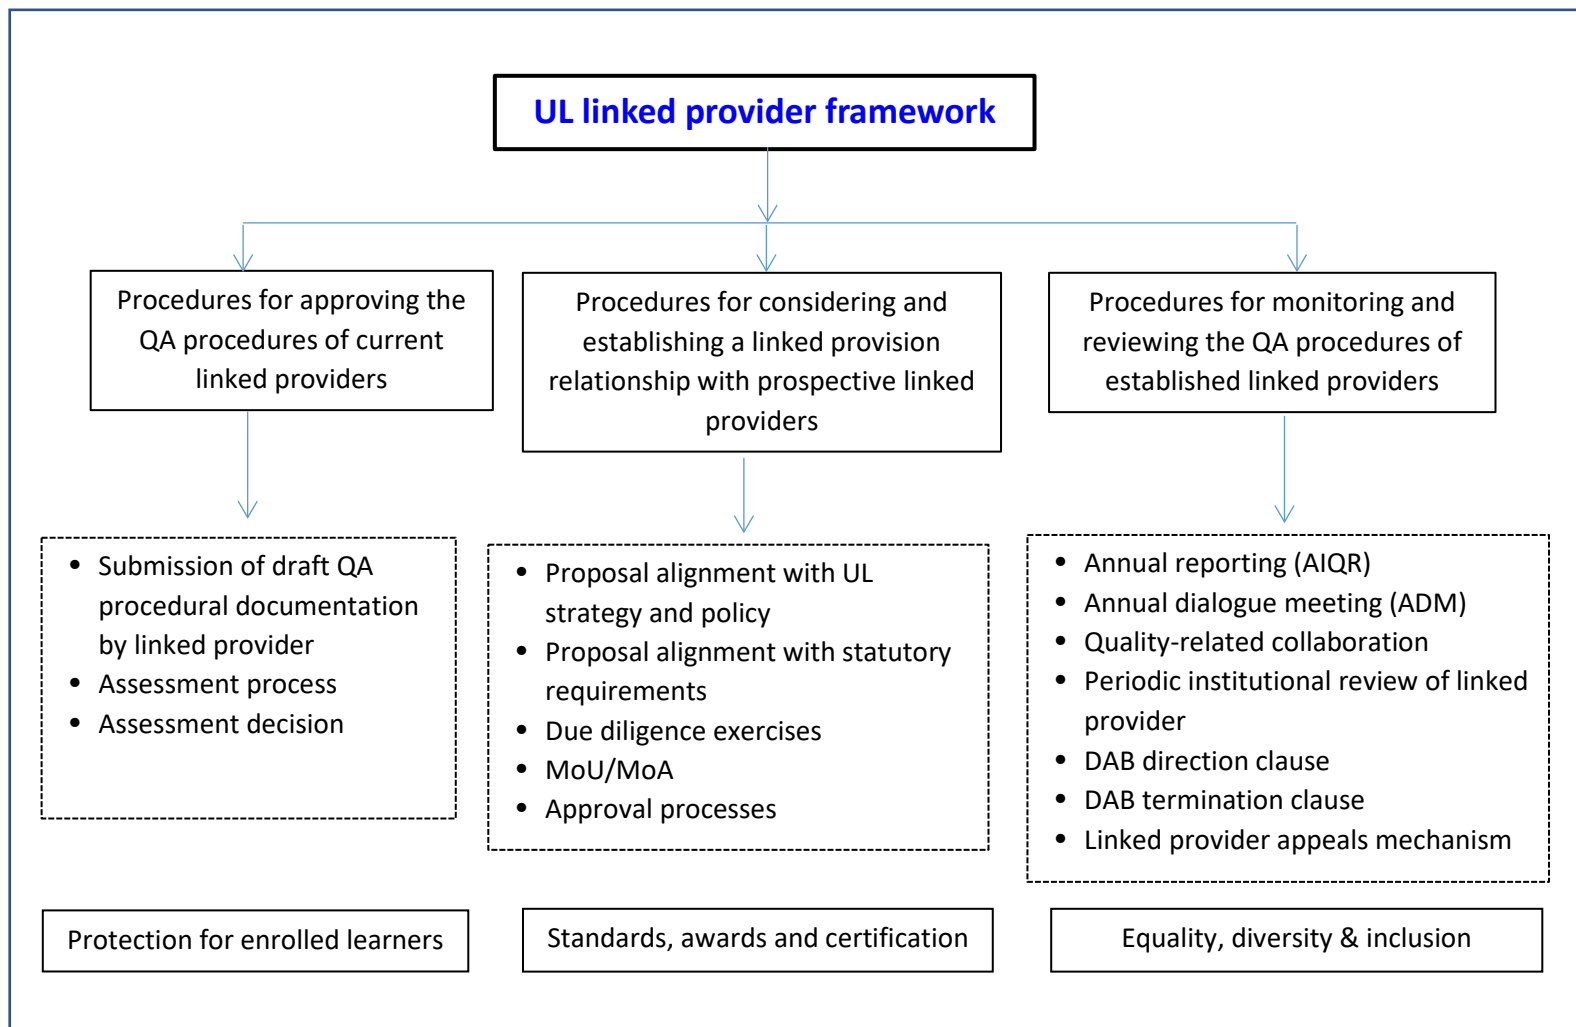 UL linked provider framework
Procedures for approving the
QA procedures of current
linked providers
Procedures for considering and
establishing a linked provision
relationship with prospective linked
providers
Procedures for monitoring and
reviewing the QA procedures of
established linked providers
• Submission of draft QA
procedural documentation
by linked provider
• Assessment process
• Assessment decision
• Proposal alignment with UL
strategy and policy
• Proposal alignment with statutory
requirements
• Due diligence exercises
• MoU/MoA
• Approval processes
• Annual reporting (AIQR)
• Annual dialogue meeting (ADM)
• Quality-related collaboration
• Periodic institutional review of linked
provider
• DAB direction clause
• DAB termination clause
• Linked provider appeals mechanism
Protection for enrolled learners
Standards, awards and certification
Equality, diversity & inclusion